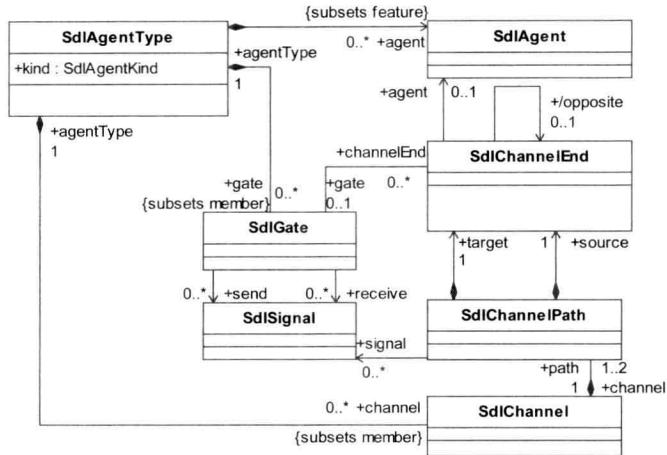 {subsets feature}
SdlAgentType
0..* +agent
SdlAgent
+kind : SdlAgentKind
+agentType
1
+agent
0..1
+/opposite
0..1
+agentType
1
+channelEnd
0..*
SdlChannelEnd
+gate
0..*
{subsets member}
+gate
0..1
SdlGate
+target
1
1
+source
0..*
+send
0..*
+receive
SdlSignal
SdlChannelPath
+signal
0..*
+path
1..2
1
+channel
0..* +channel
SdlChannel
{subsets member}